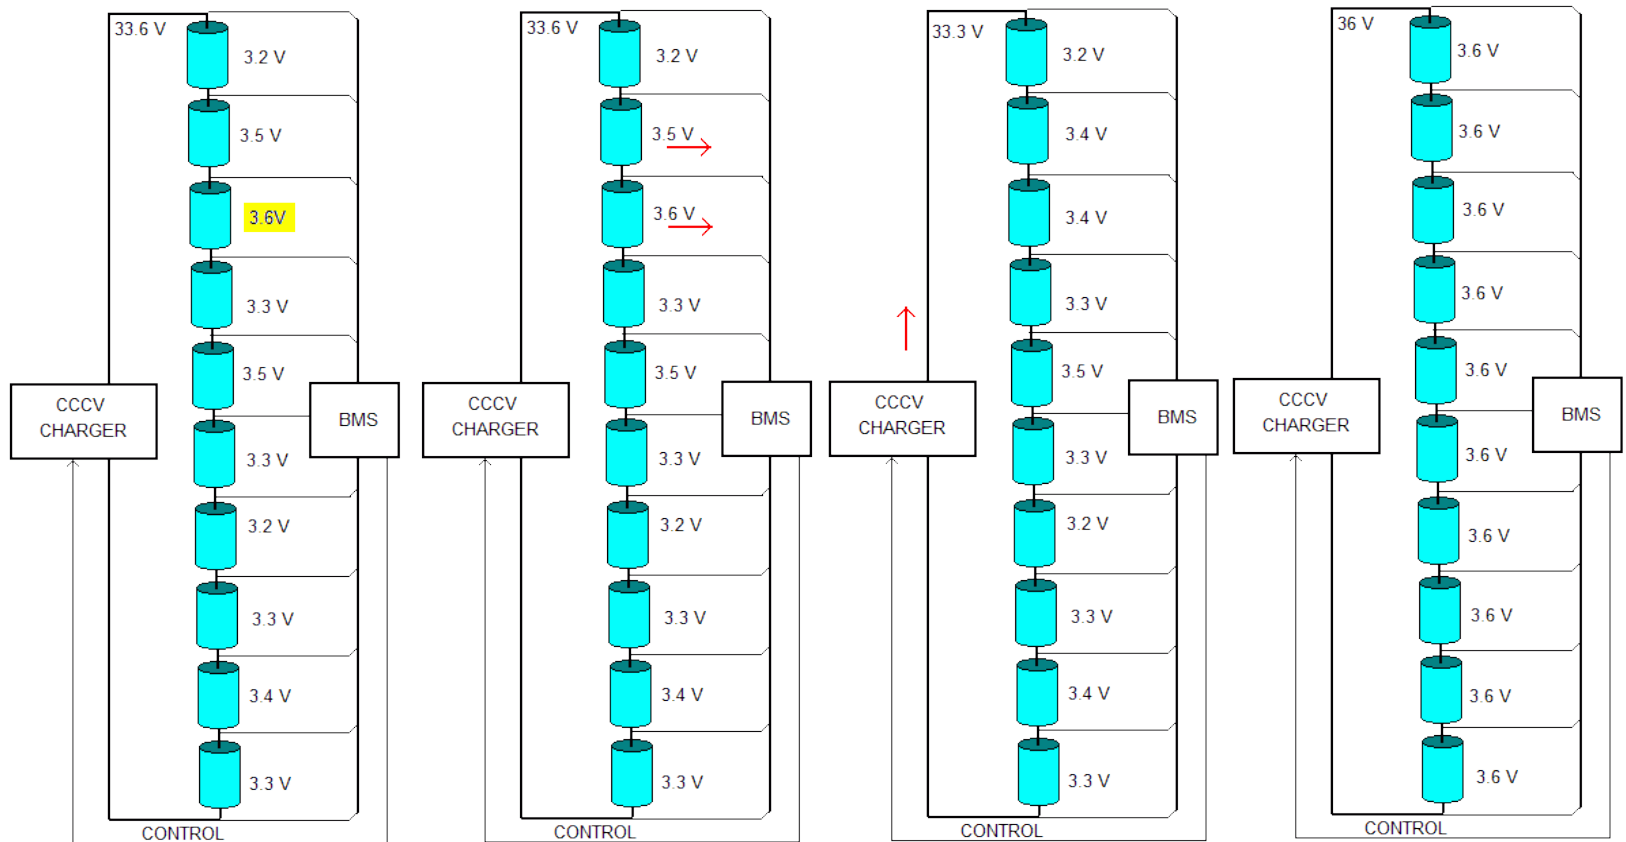 33.6 V
3.2 V
3.5 V
3.6V
3.3 V
3.5 V
CCCV
CHARGER
BMS
3.3 V
3.2 V
3.3 V
3.4 V
3.3 V
CONTROL
33.6 V
3.2 V
3.5 V
3.6 V
3.3 V
3.5 V
CCCV
CHARGER
BMS
3.3 V
3.2 V
3.3 V
3.4 V
3.3 V
CONTROL
33.3 V
3.2 V
3.4 V
3.4 V
3.3 V
3.5 V
CCCV
CHARGER
BMS
3.3 V
3.2 V
3.3 V
3.4 V
3.3 V
CONTROL
36 V
3.6 V
3.6 V
3.6 V
3.6 V
3.6 V
CCCV
CHARGER
BMS
3.6 V
3.6 V
3.6 V
3.6 V
3.6 V
CONTROL